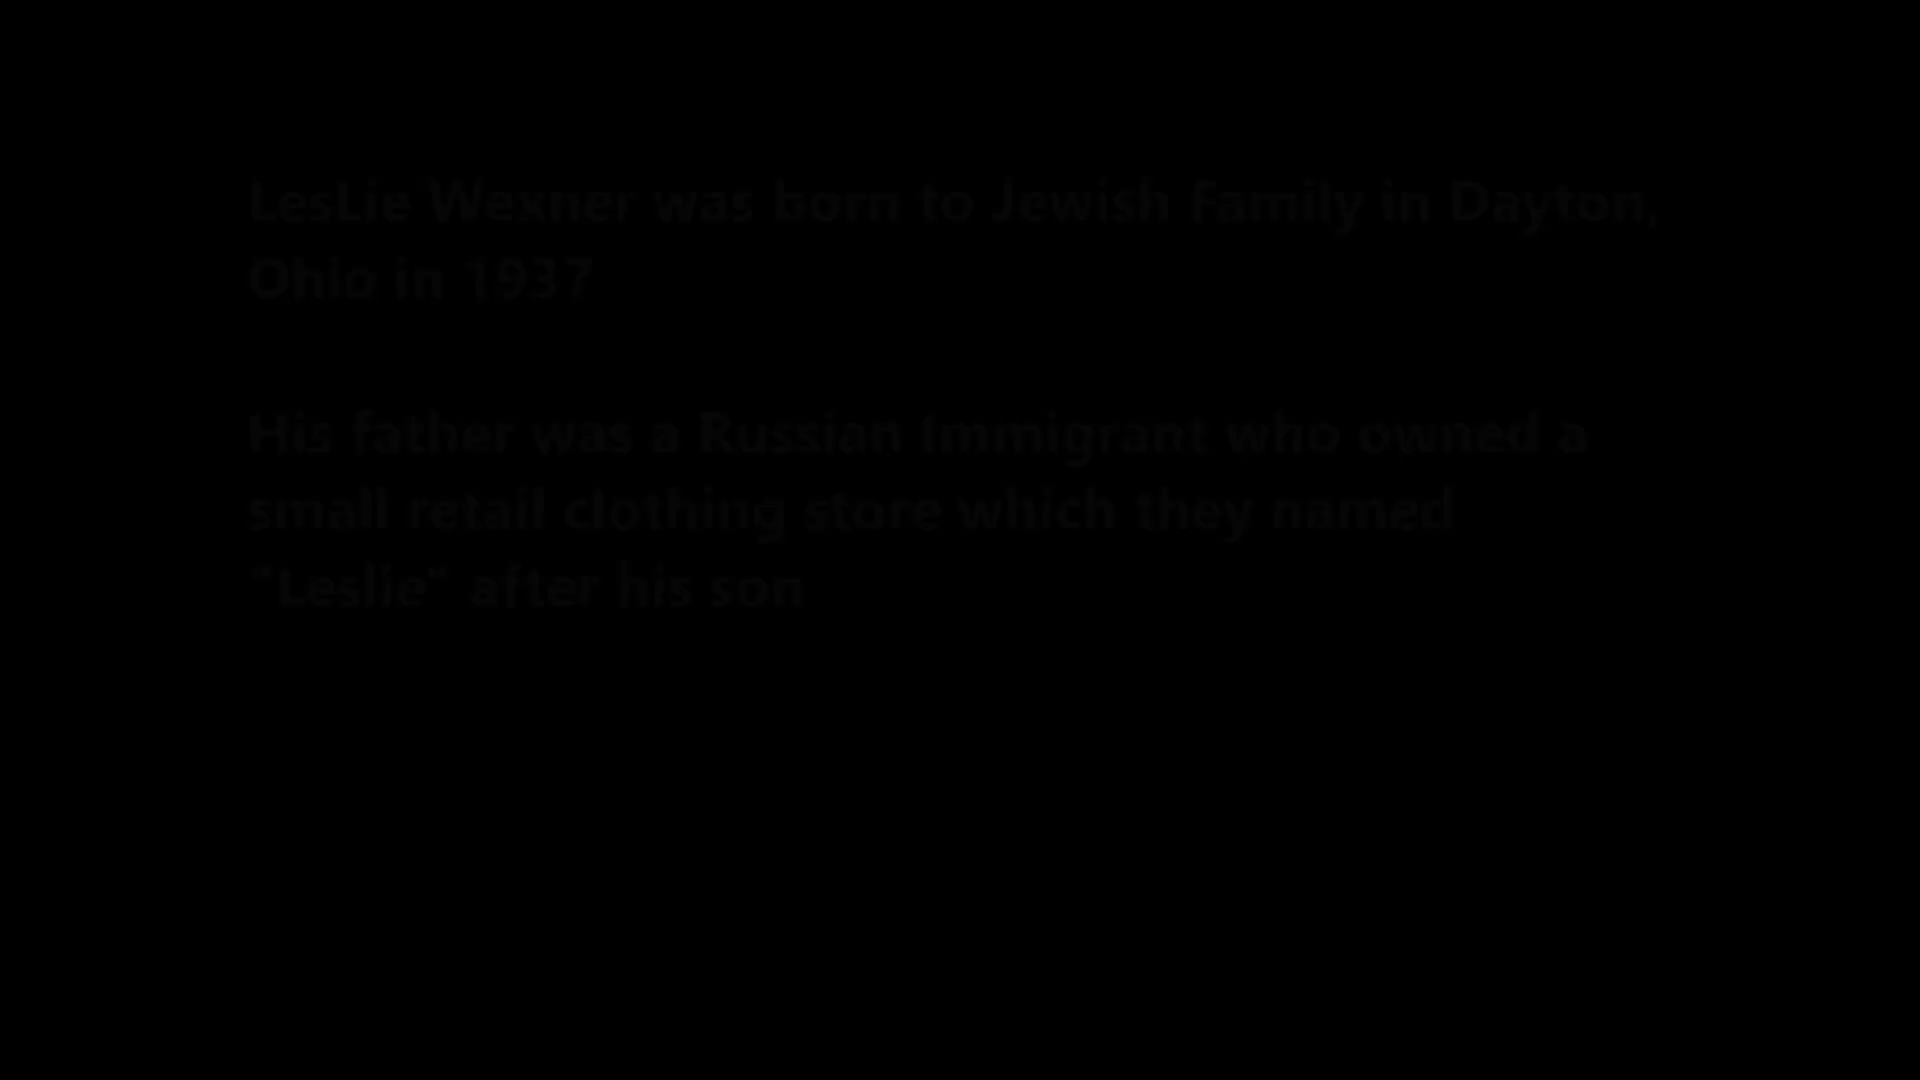 LesLie Wexner was born to Jewish Family in Dayton,
Ohio in 1937
His father was a Russian Immigrant who owned a
small retail clothing store which they named
"Leslie" after his son